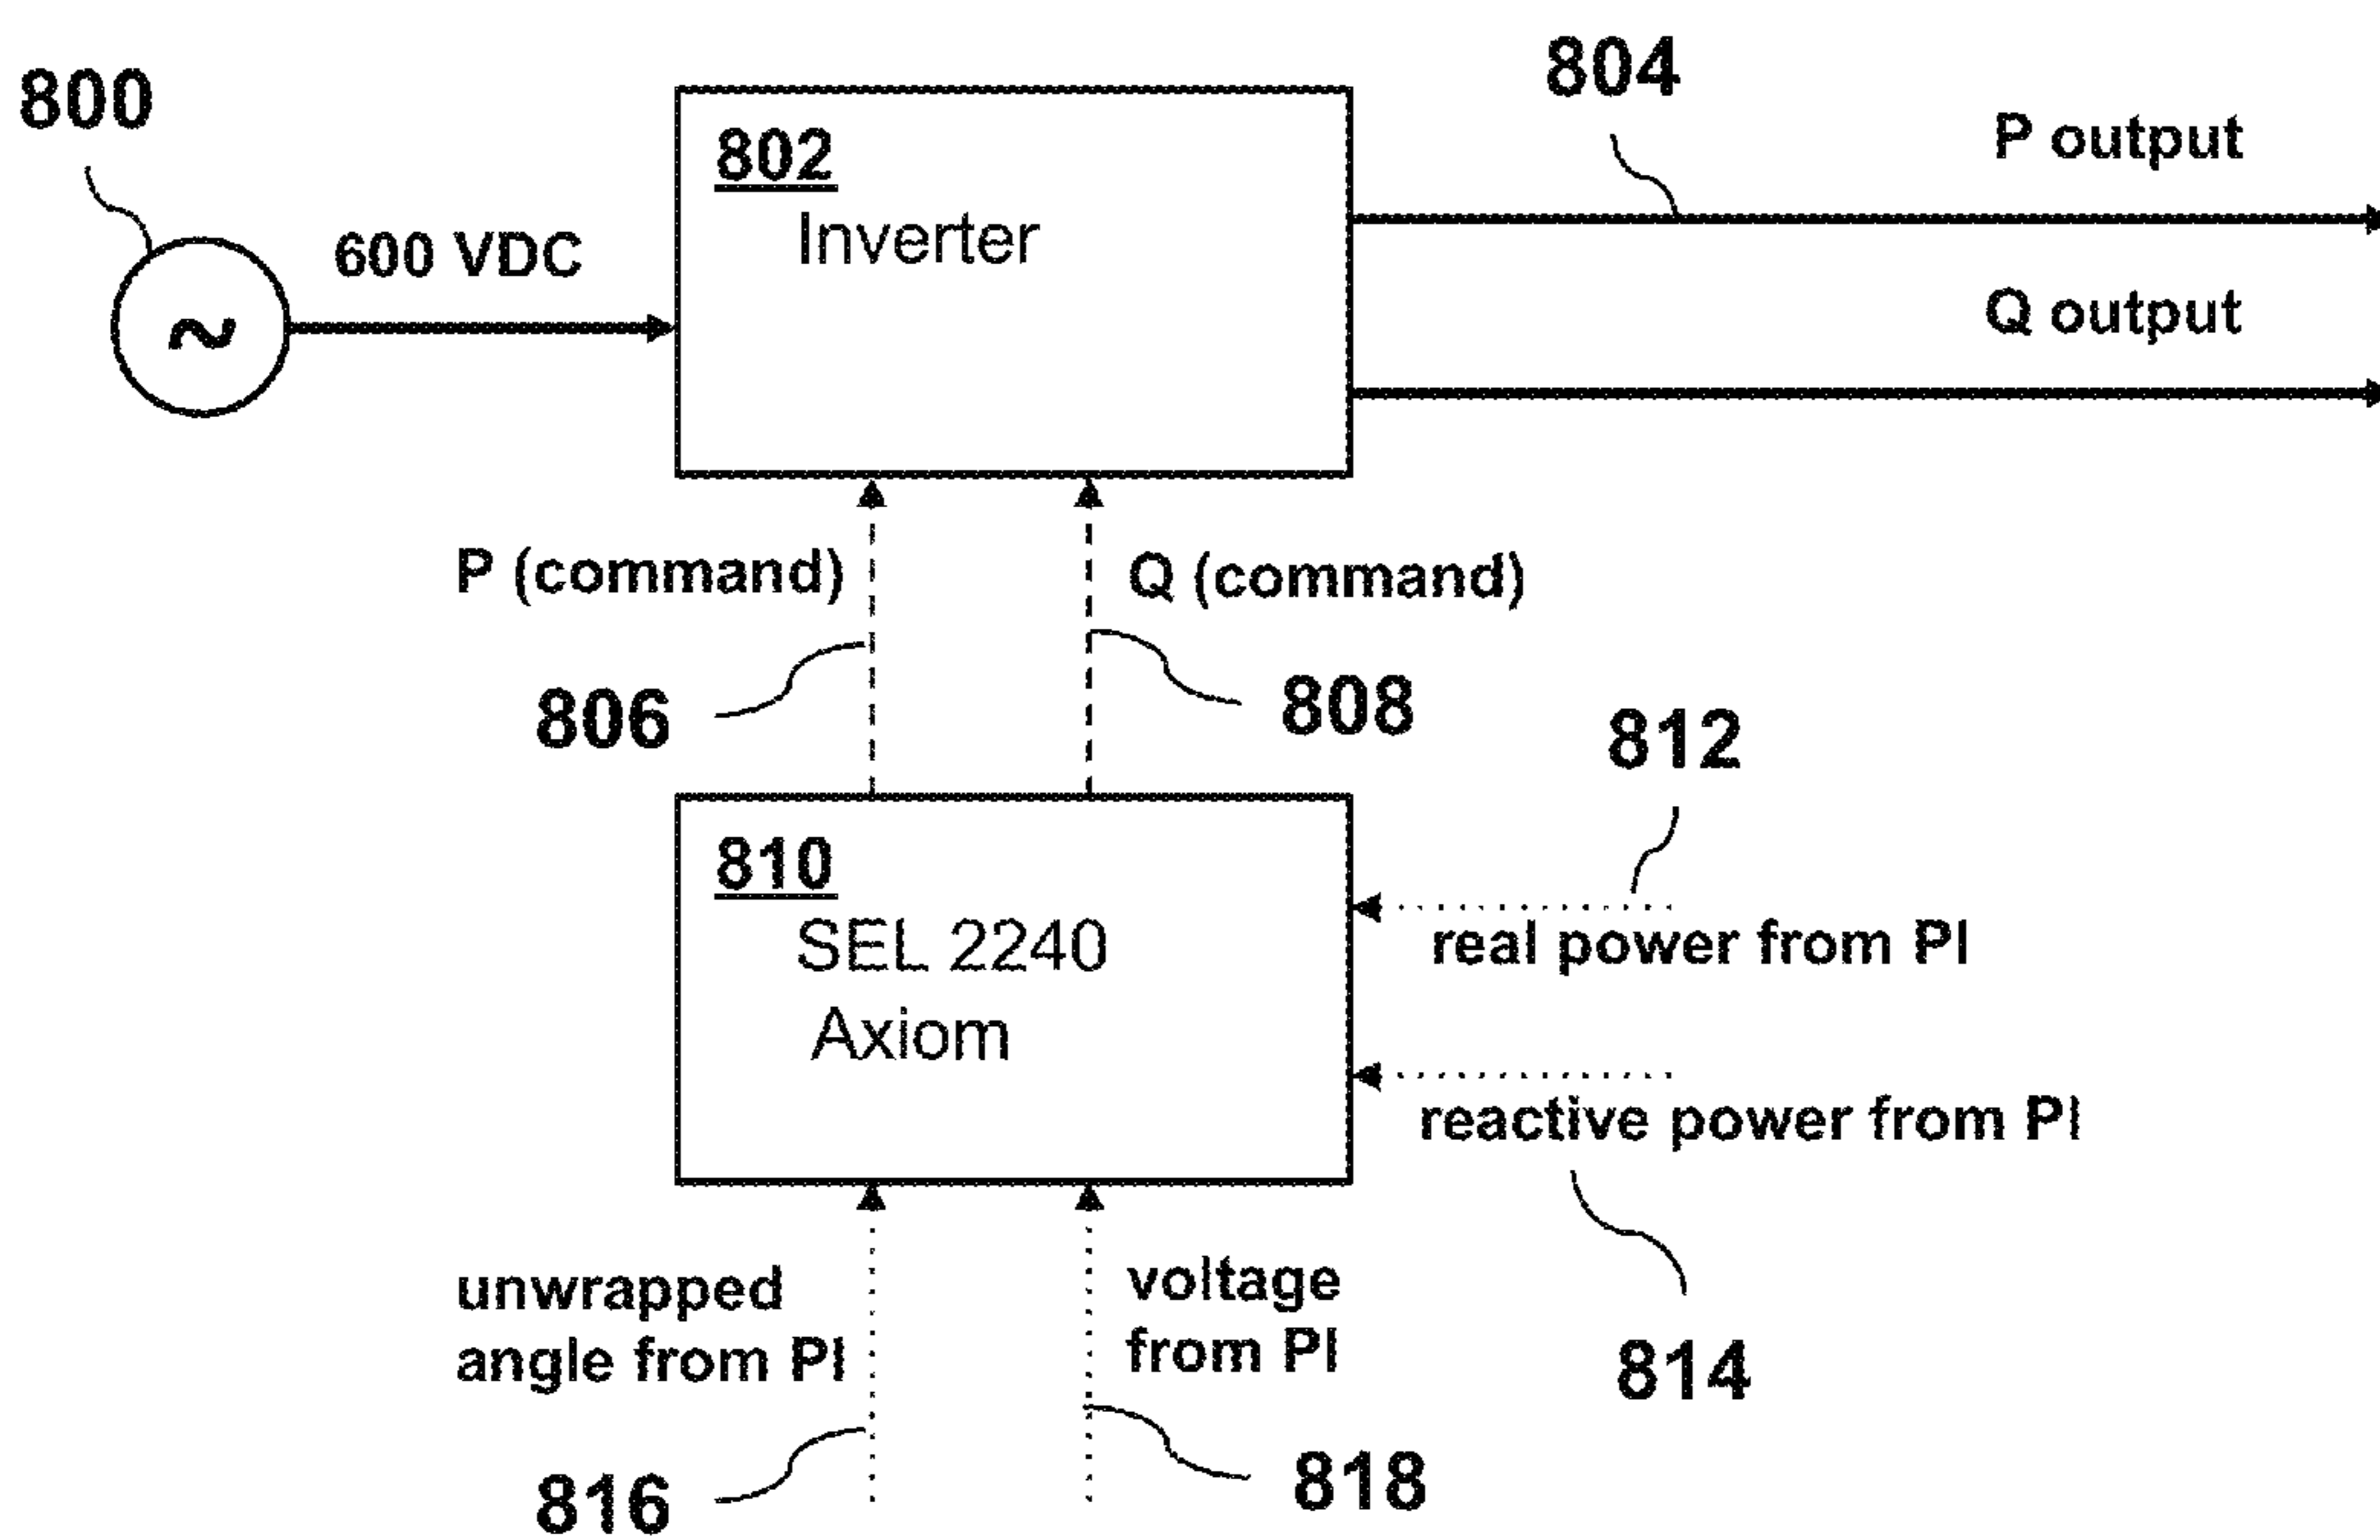 804
800
P output
802
Inverter
600 VDC
Q output
P (command)
Q (command)
806
808
812
810
SEL 2240
Axiom
real power from PI
reactive power from PI
unwrapped
angle from PI
voltage
from PI
814
816
818